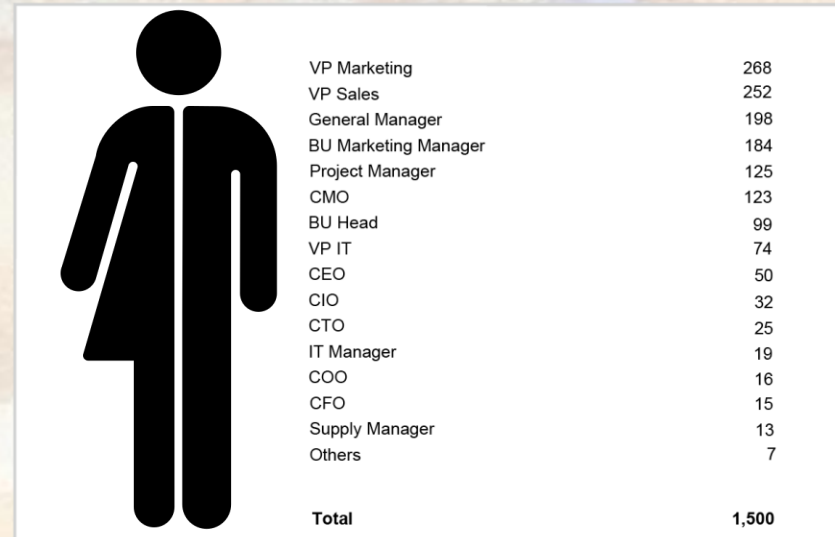 VP Marketing 268
VP Sales 252
General Manager 198
BU Marketing Manager 184
Project Manager 125
CMO 123
BU Head 99
VP IT 74
CEO 50
CIO 32
CTO 25
IT Manager 19
COO 16
CFO 15
Supply Manager 13
Others 7
Total 1,500